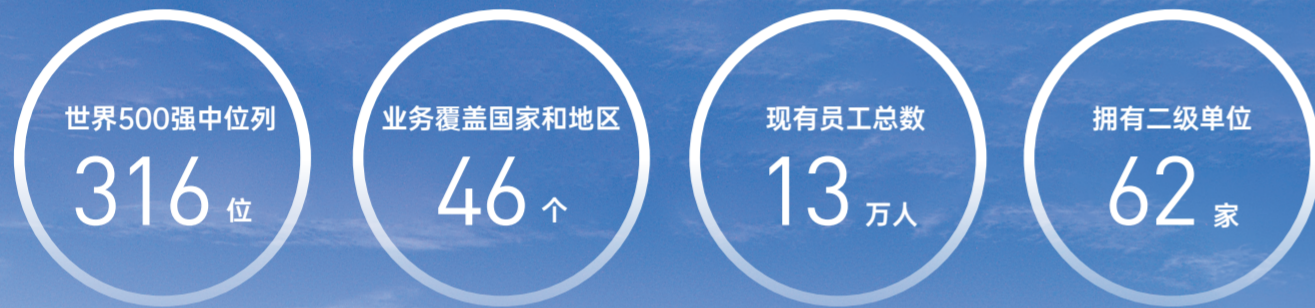 世界500强中位列
316 位
业务覆盖国家和地区
46 个
现有员工总数
13 万人
拥有二级单位
62 家